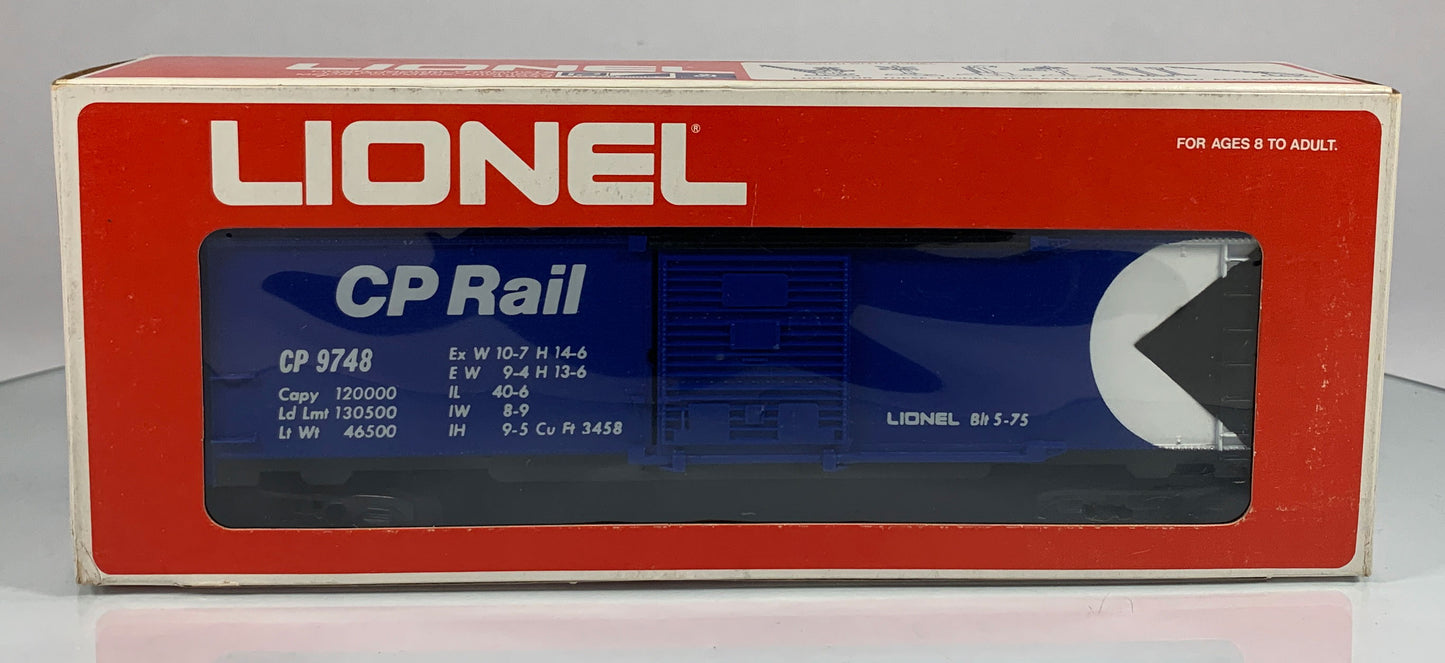 LIONEL
LIONEL®
FOR AGES 8 TO ADULT.
CP Rail
CP 9748
Capy 120000
Ld Lmt 130500
Lt Wt 46500
Ex W 10-7 H 14-6
E W 9-4 H 13-6
IL 40-6
IW 8-9
IH 9-5 Cu Ft 3458
LIONEL Blt 5-75